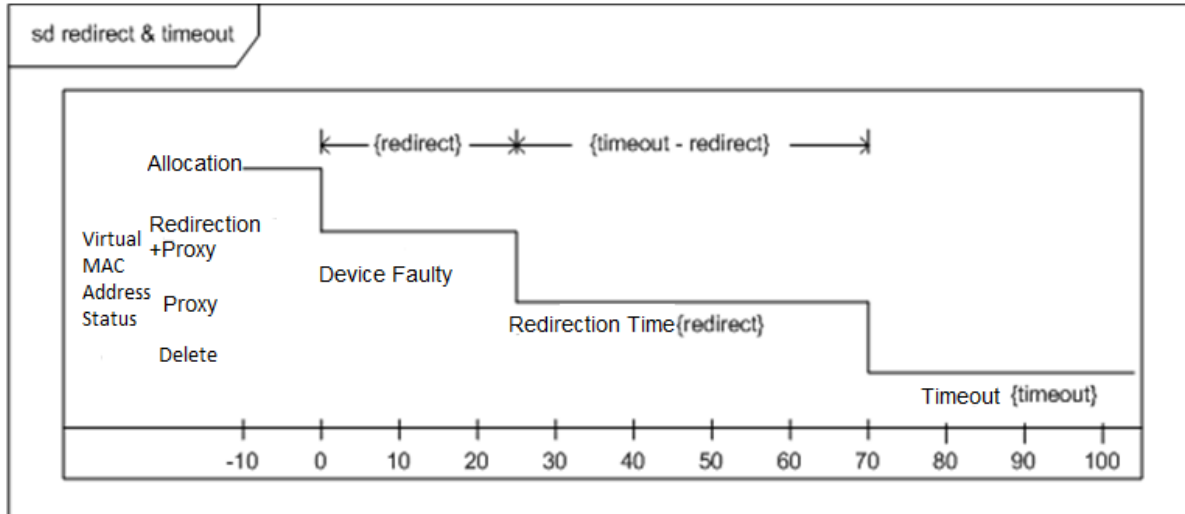 sd redirect & timeout
{redirect}
{timeout - redirect}
Allocation
Redirection
+Proxy
Virtual
MAC
Address
Status
Device Faulty
Proxy
Redirection Time{redirect}
Delete
Timeout {timeout}
-10 0 10 20 30 40 50 60 70 80 90 100